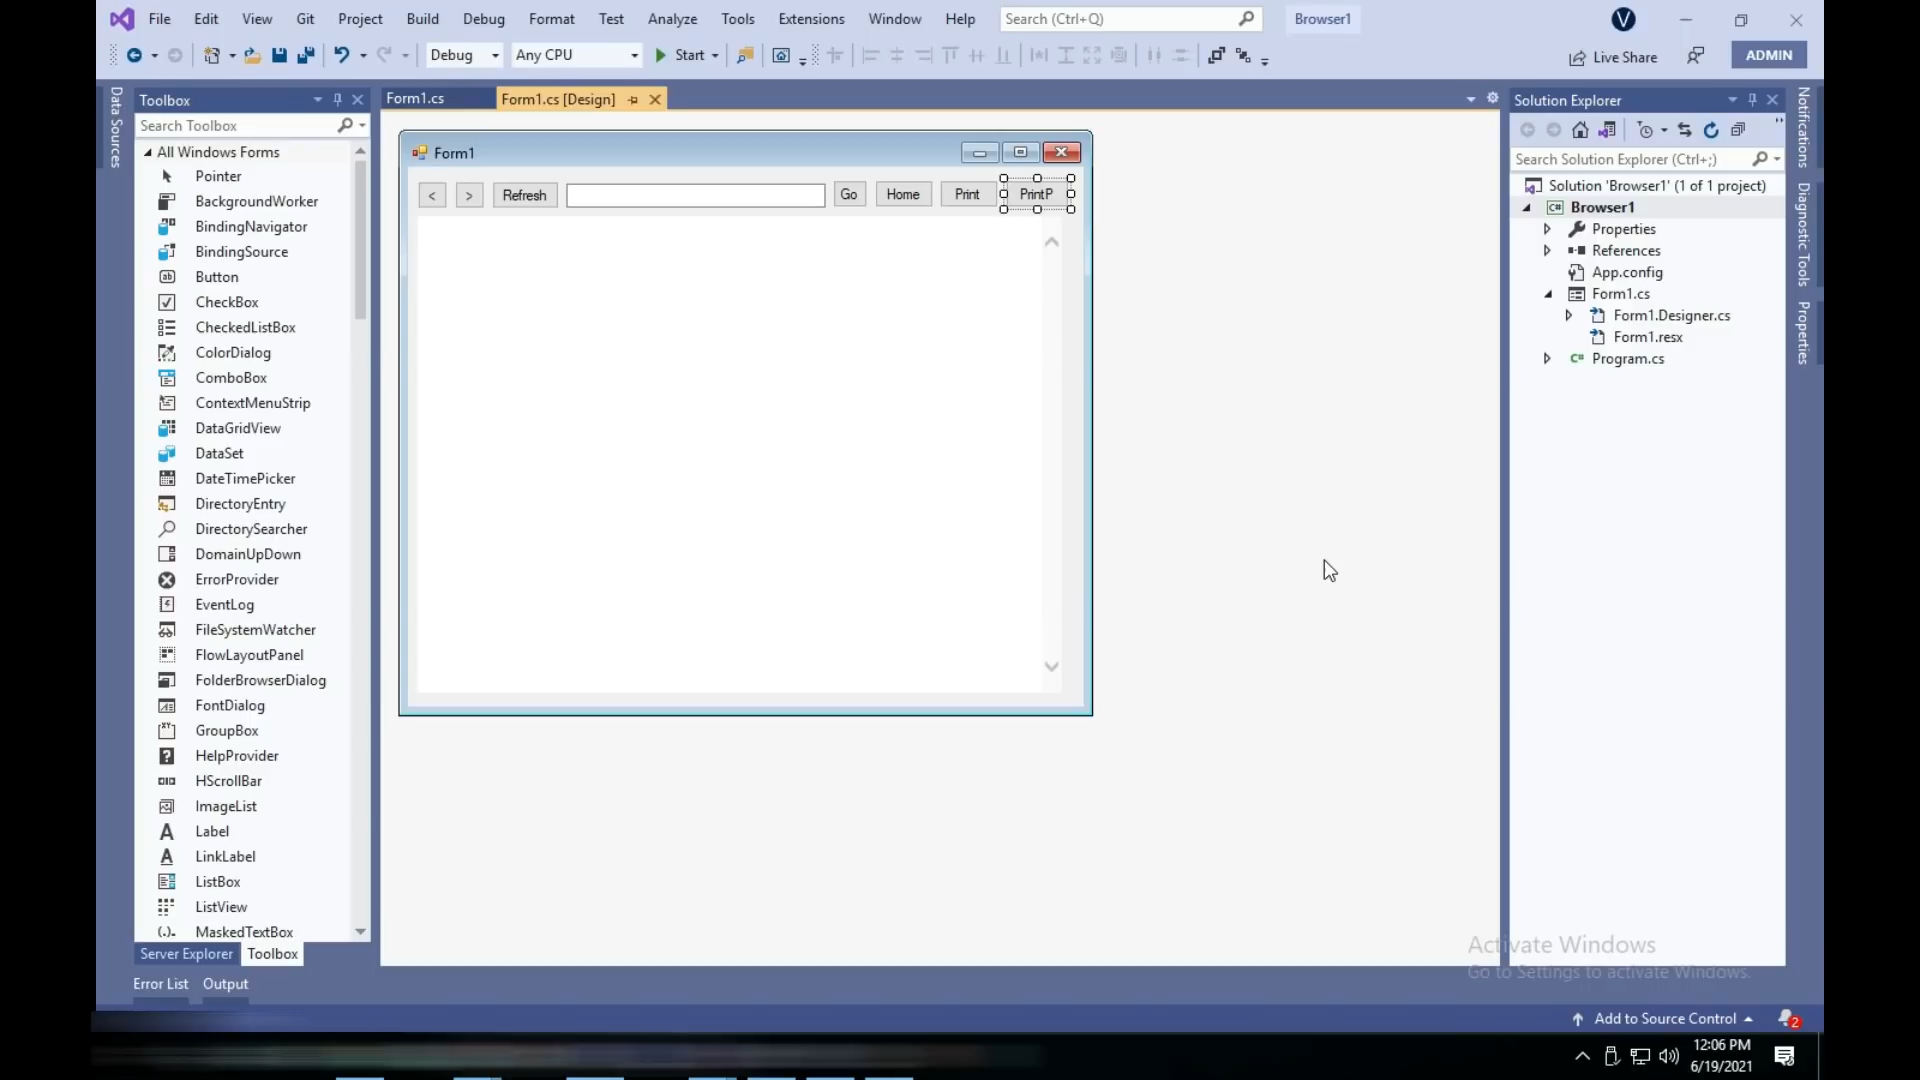 File Edit View Git Project Build Debug Format Test Analyze Tools Extensions Window Help Search (Ctrl+Q) Browser1 V
Debug Any CPU Start Live Share ADMIN
Data Sources
Toolbox
Search Toolbox
All Windows Forms
Pointer
BackgroundWorker
BindingNavigator
BindingSource
Button
CheckBox
CheckedListBox
ColorDialog
ComboBox
ContextMenuStrip
DataGridView
DataSet
DateTimePicker
DirectoryEntry
DirectorySearcher
DomainUpDown
ErrorProvider
EventLog
FileSystemWatcher
FlowLayoutPanel
FolderBrowserDialog
FontDialog
GroupBox
HelpProvider
HScrollBar
ImageList
Label
LinkLabel
ListBox
ListView
MaskedTextBox
Server Explorer Toolbox
Error List Output
Form1.cs Form1.cs [Design]
Form1
< > Refresh Go Home Print PrintP
Solution Explorer
Search Solution Explorer (Ctrl+;)
Solution 'Browser1' (1 of 1 project)
Browser1
Properties
References
App.config
Form1.cs
Form1.Designer.cs
Form1.resx
Program.cs
Notifications
Diagnostic Tools
Properties
Activate Windows
Go to Settings to activate Windows.
Add to Source Control 2
12:06 PM
6/19/2021